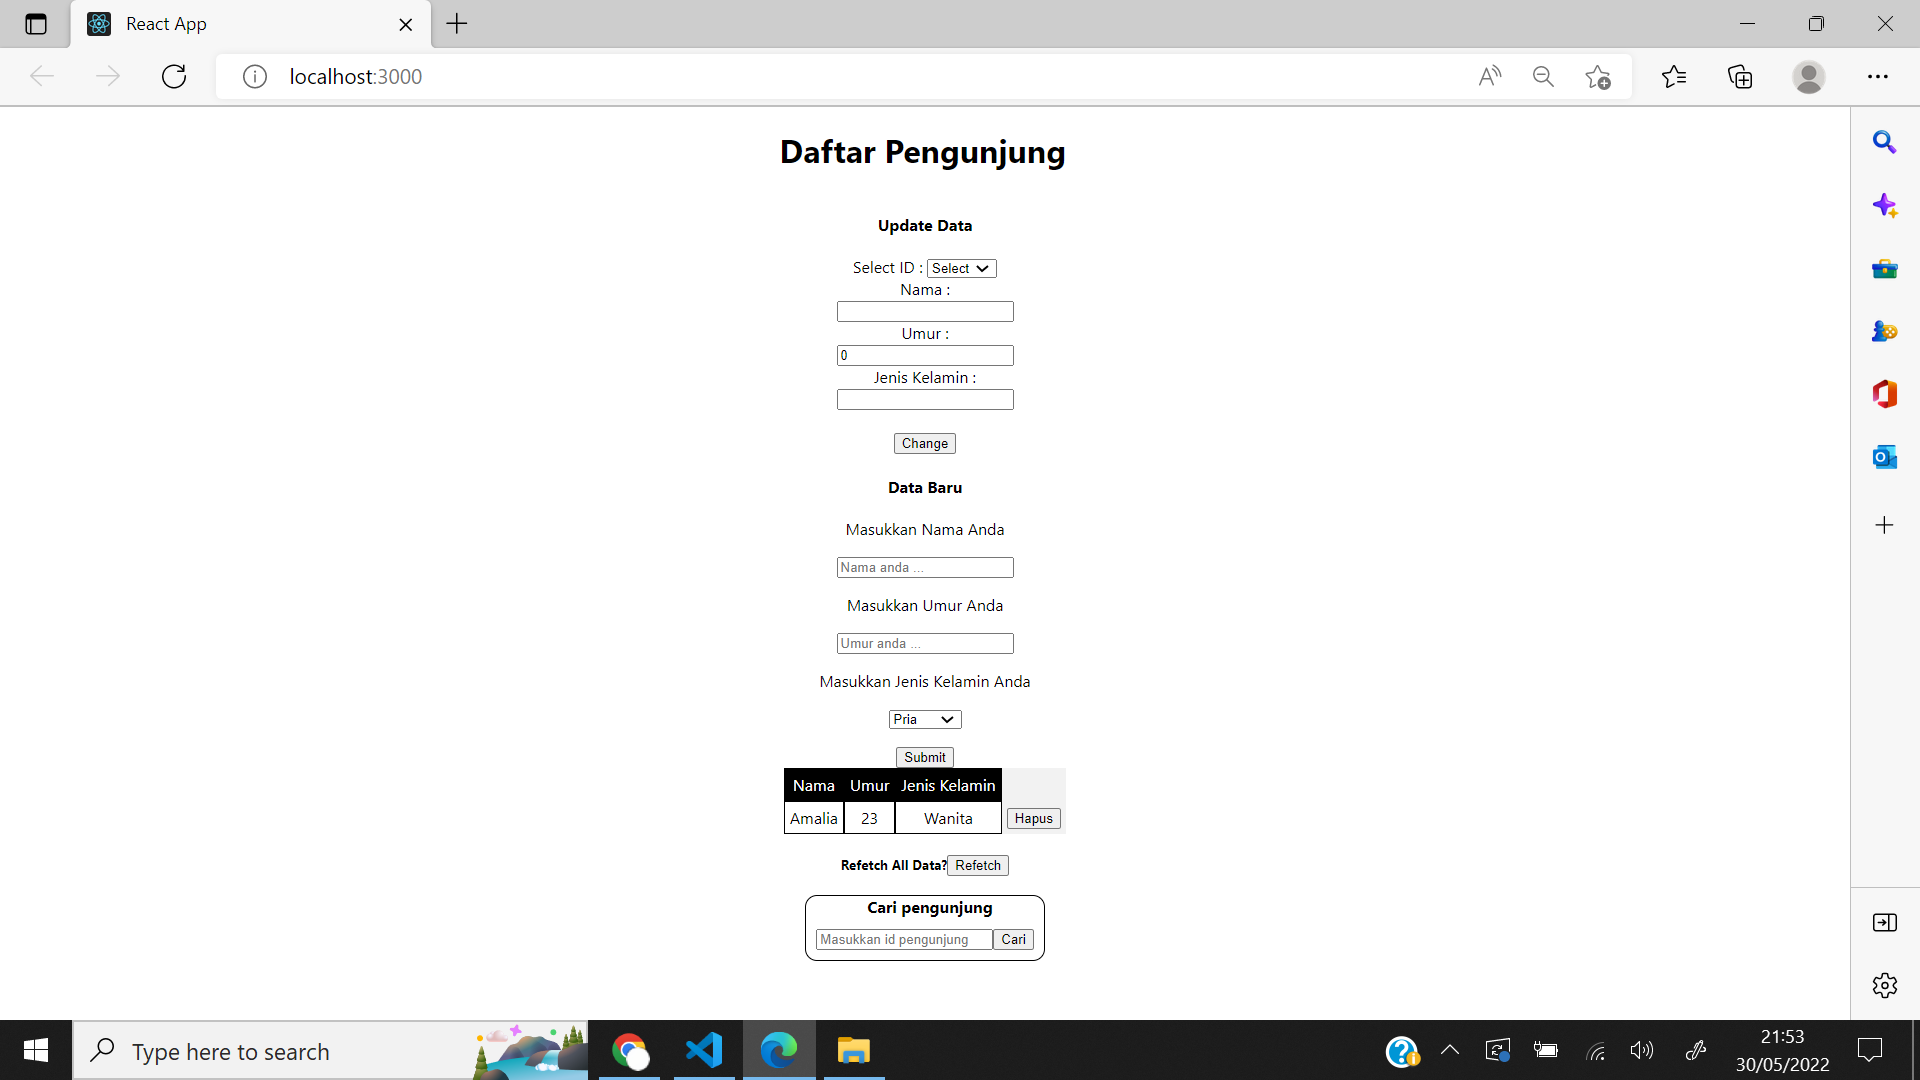 React App
localhost:3000
Daftar Pengunjung
Update Data
Select ID : Select
Nama :
Umur :
0
Jenis Kelamin :
Change
Data Baru
Masukkan Nama Anda
Nama anda ...
Masukkan Umur Anda
Umur anda ...
Masukkan Jenis Kelamin Anda
Pria
Submit
Nama Umur Jenis Kelamin
Amalia 23 Wanita Hapus
Refetch All Data? Refetch
Cari pengunjung
Masukkan id pengunjung Cari
Type here to search
21:53
30/05/2022